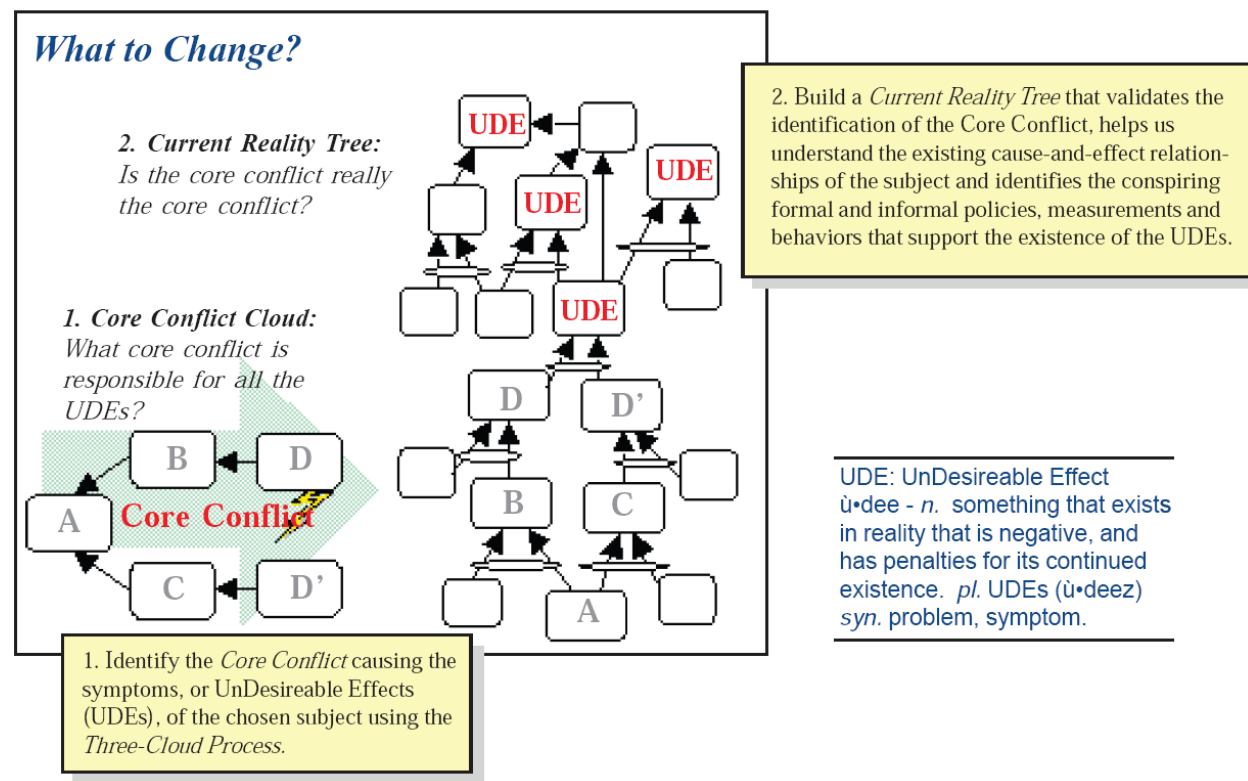 What to Change?
2. Current Reality Tree:
Is the core conflict really
the core conflict?
1. Core Conflict Cloud:
What core conflict is
responsible for all the
UDEs?
B
D
A
Core Conflict
C
D’
UDE
UDE
UDE
UDE
D
D’
B
C
A
2. Build a Current Reality Tree that validates the
identification of the Core Conflict, helps us
understand the existing cause-and-effect relation-
ships of the subject and identifies the conspiring
formal and informal policies, measurements and
behaviors that support the existence of the UDEs.
UDE: UnDesireable Effect
ù•dee - n. something that exists
in reality that is negative, and
has penalties for its continued
existence. pl. UDEs (ù•deez)
syn. problem, symptom.
1. Identify the Core Conflict causing the
symptoms, or UnDesireable Effects
(UDEs), of the chosen subject using the
Three-Cloud Process.